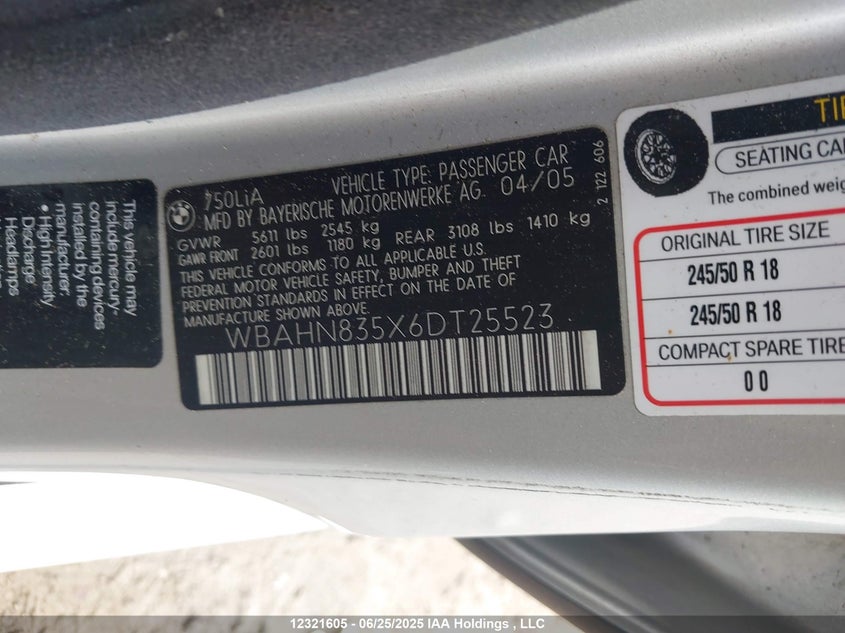 This vehicle may
include mercury-
containing devices
installed by the
manufacturer:
• High Intensity
Discharge
Headlamps
750LiA VEHICLE TYPE: PASSENGER CAR
MFD BY BAYERISCHE MOTORENWERKE AG 04/05
GVWR 5611 lbs 2545 kg
GAWR FRONT 2601 lbs 1180 kg REAR 3108 lbs 1410 kg
THIS VEHICLE CONFORMS TO ALL APPLICABLE U.S.
FEDERAL MOTOR VEHICLE SAFETY, BUMPER AND THEFT
PREVENTION STANDARDS IN EFFECT ON THE DATE OF
MANUFACTURE SHOWN ABOVE.
WBAHN835X6DT25523
2 122 606
BMW
TI
SEATING CA
The combined weig
ORIGINAL TIRE SIZE
245/50 R 18
245/50 R 18
COMPACT SPARE TIRE
0 0
12321605 - 06/25/2025 IAA Holdings , LLC